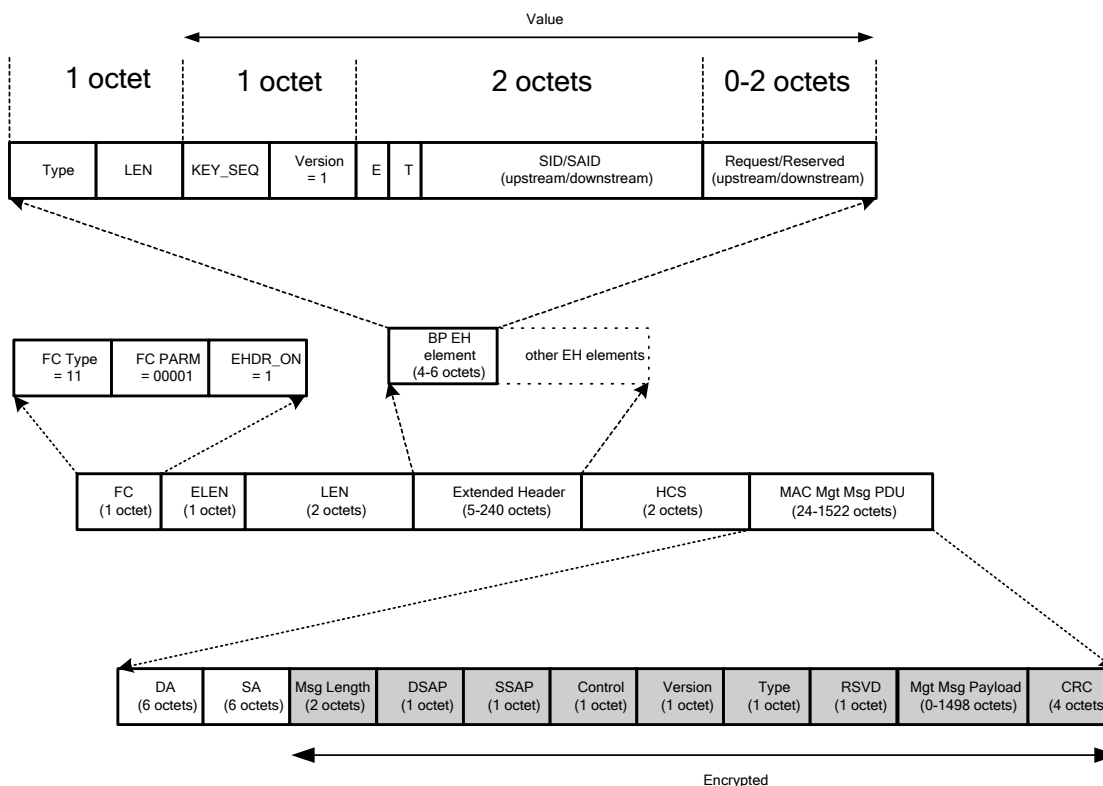 Value
1 octet
1 octet
2 octets
0-2 octets
Type
LEN
KEY_SEQ
Version
= 1
E
T
SID/SAID
(upstream/downstream)
Request/Reserved
(upstream/downstream)
BP EH
element
(4-6 octets)
other EH elements
FC Type
= 11
FC PARM
= 00001
EHDR_ON
= 1
FC
(1 octet)
ELEN
(1 octet)
LEN
(2 octets)
Extended Header
(5-240 octets)
HCS
(2 octets)
MAC Mgt Msg PDU
(24-1522 octets)
DA
(6 octets)
SA
(6 octets)
Msg Length
(2 octets)
DSAP
(1 octet)
SSAP
(1 octet)
Control
(1 octet)
Version
(1 octet)
Type
(1 octet)
RSVD
(1 octet)
Mgt Msg Payload
(0-1498 octets)
CRC
(4 octets
Encrypted